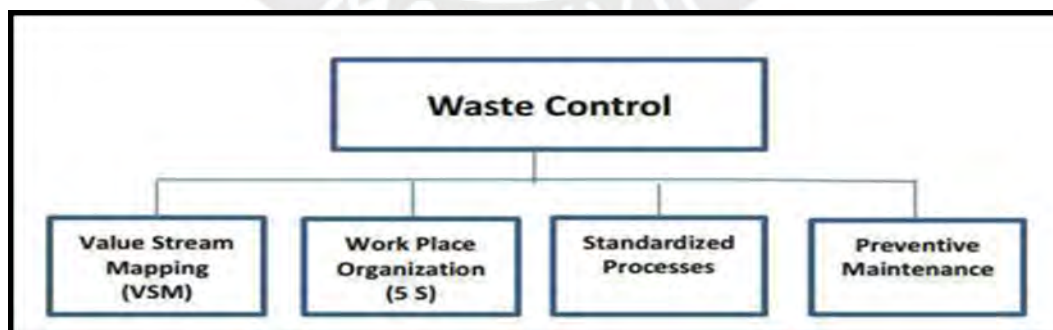 Waste Control
Value Stream
Mapping
(VSM)
Work Place
Organization
(5 S)
Standardized
Processes
Preventive
Maintenance